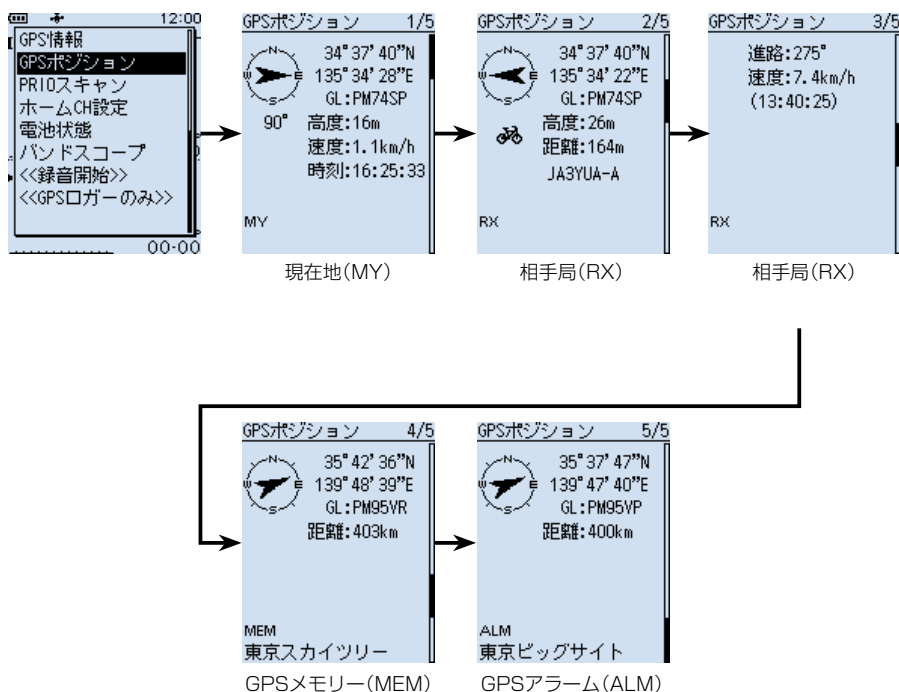 12:00
GPS情報
GPSポジション
PRIOスキャン
ホームCH設定
電池状態
バンドスコープ
<<録音開始>>
<<GPSロガーのみ>>
00-00
GPSポジション 1/5
N
W E
S
34°37'40”N
135°34'28”E
GL:PM74SP
90° 高度:16m
速度:1.1km/h
時刻:16:25:33
MY
現在地(MY)
GPSポジション 2/5
N
W E
S
34°37'40”N
135°34'22”E
GL:PM74SP
高度:26m
距離:164m
JA3YUA-A
RX
相手局(RX)
GPSポジション 3/5
進路:275°
速度:7.4km/h
(13:40:25)
RX
相手局(RX)
GPSポジション 4/5
N
W E
S
35°42'36”N
139°48'39”E
GL:PM95VR
距離:403km
MEM
東京スカイツリー
GPSメモリー(MEM)
GPSポジション 5/5
N
W E
S
35°37'47”N
139°47'40”E
GL:PM95VP
距離:400km
ALM
東京ビッグサイト
GPSアラーム(ALM)